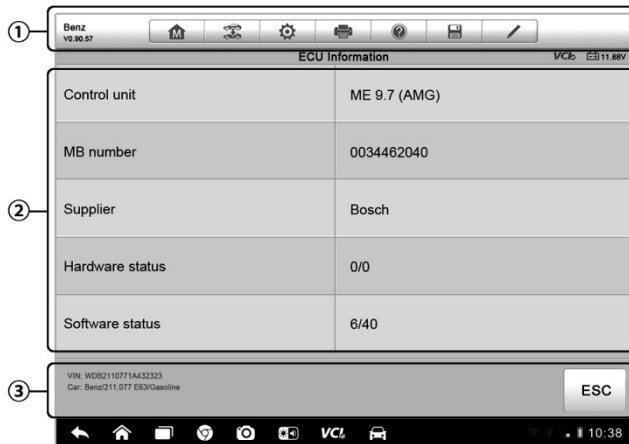 ①
Benz
V0.90.57
M
ECU Information
VCI
11.88V
②
Control unit ME 9.7 (AMG)
MB number 0034462040
Supplier Bosch
Hardware status 0/0
Software status 6/40
③
VIN: WDB2110771A432323
Car: Benz/211.077 E63/Gasoline
ESC
VCI
10:38